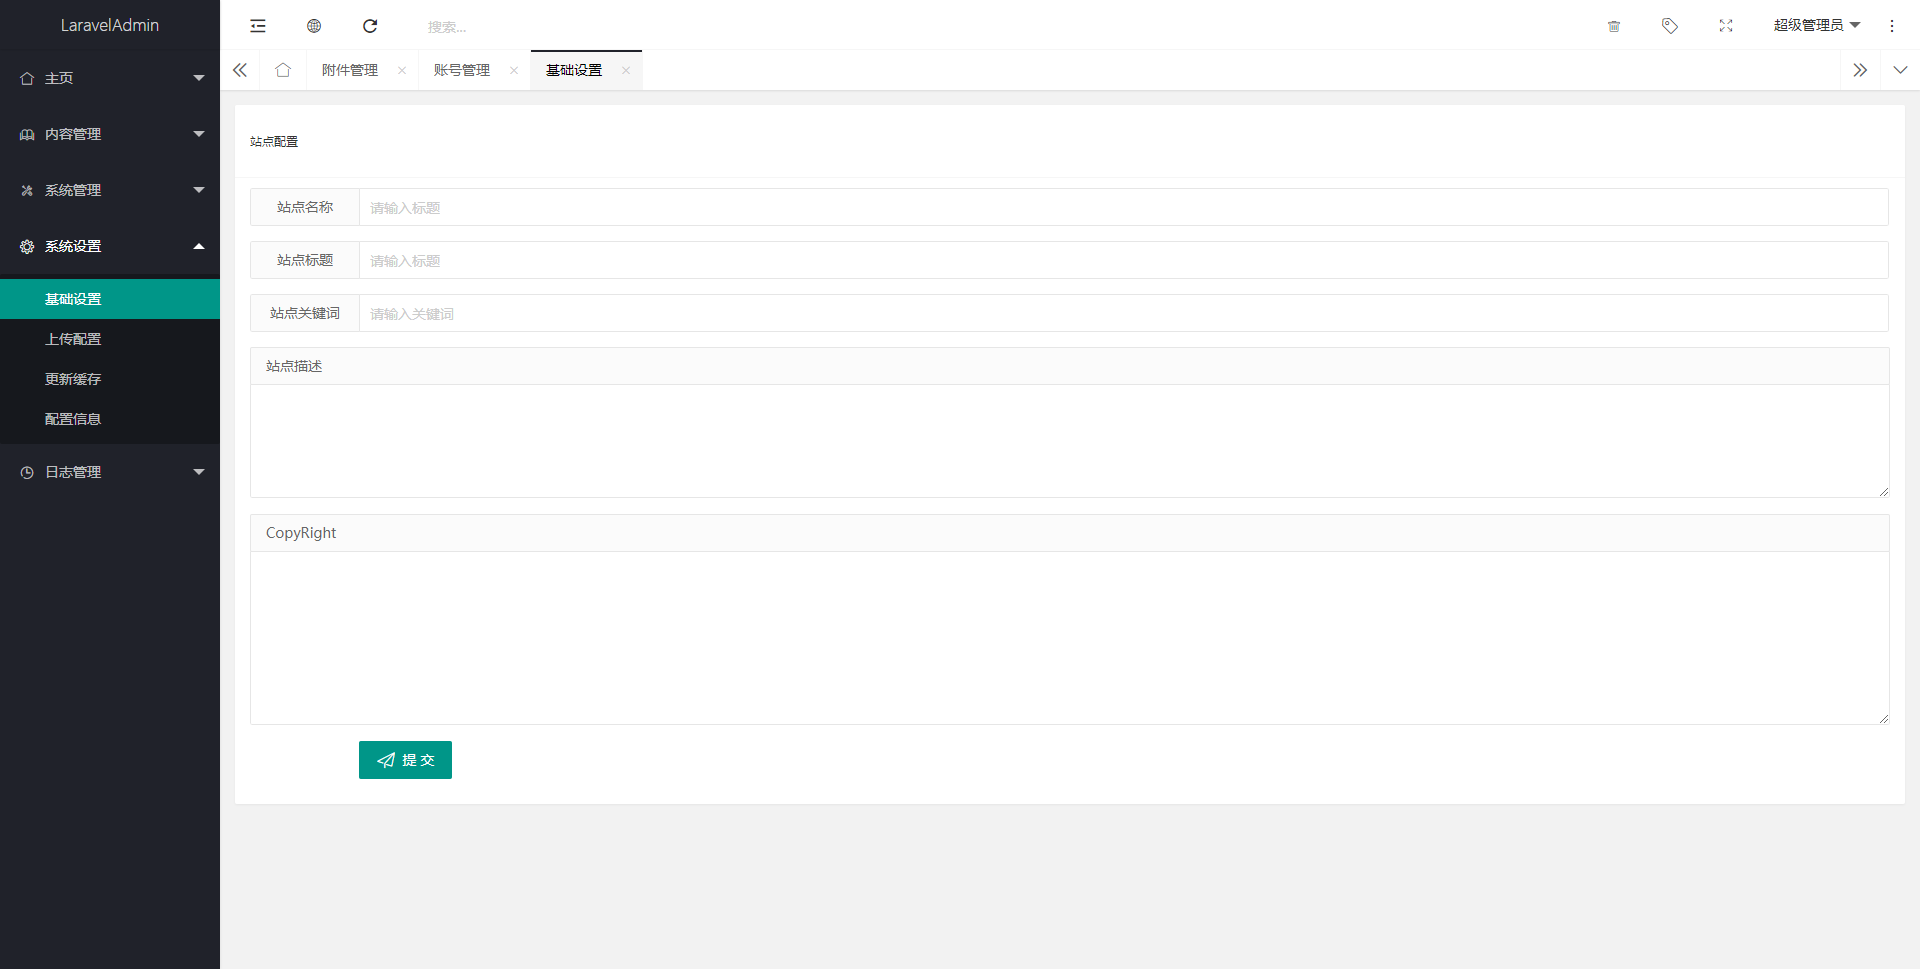 LaravelAdmin
搜索...
超级管理员
主页
内容管理
系统管理
系统设置
基础设置
上传配置
更新缓存
配置信息
日志管理
附件管理
账号管理
基础设置
站点配置
站点名称 请输入标题
站点标题 请输入标题
站点关键词 请输入关键词
站点描述
CopyRight
提 交